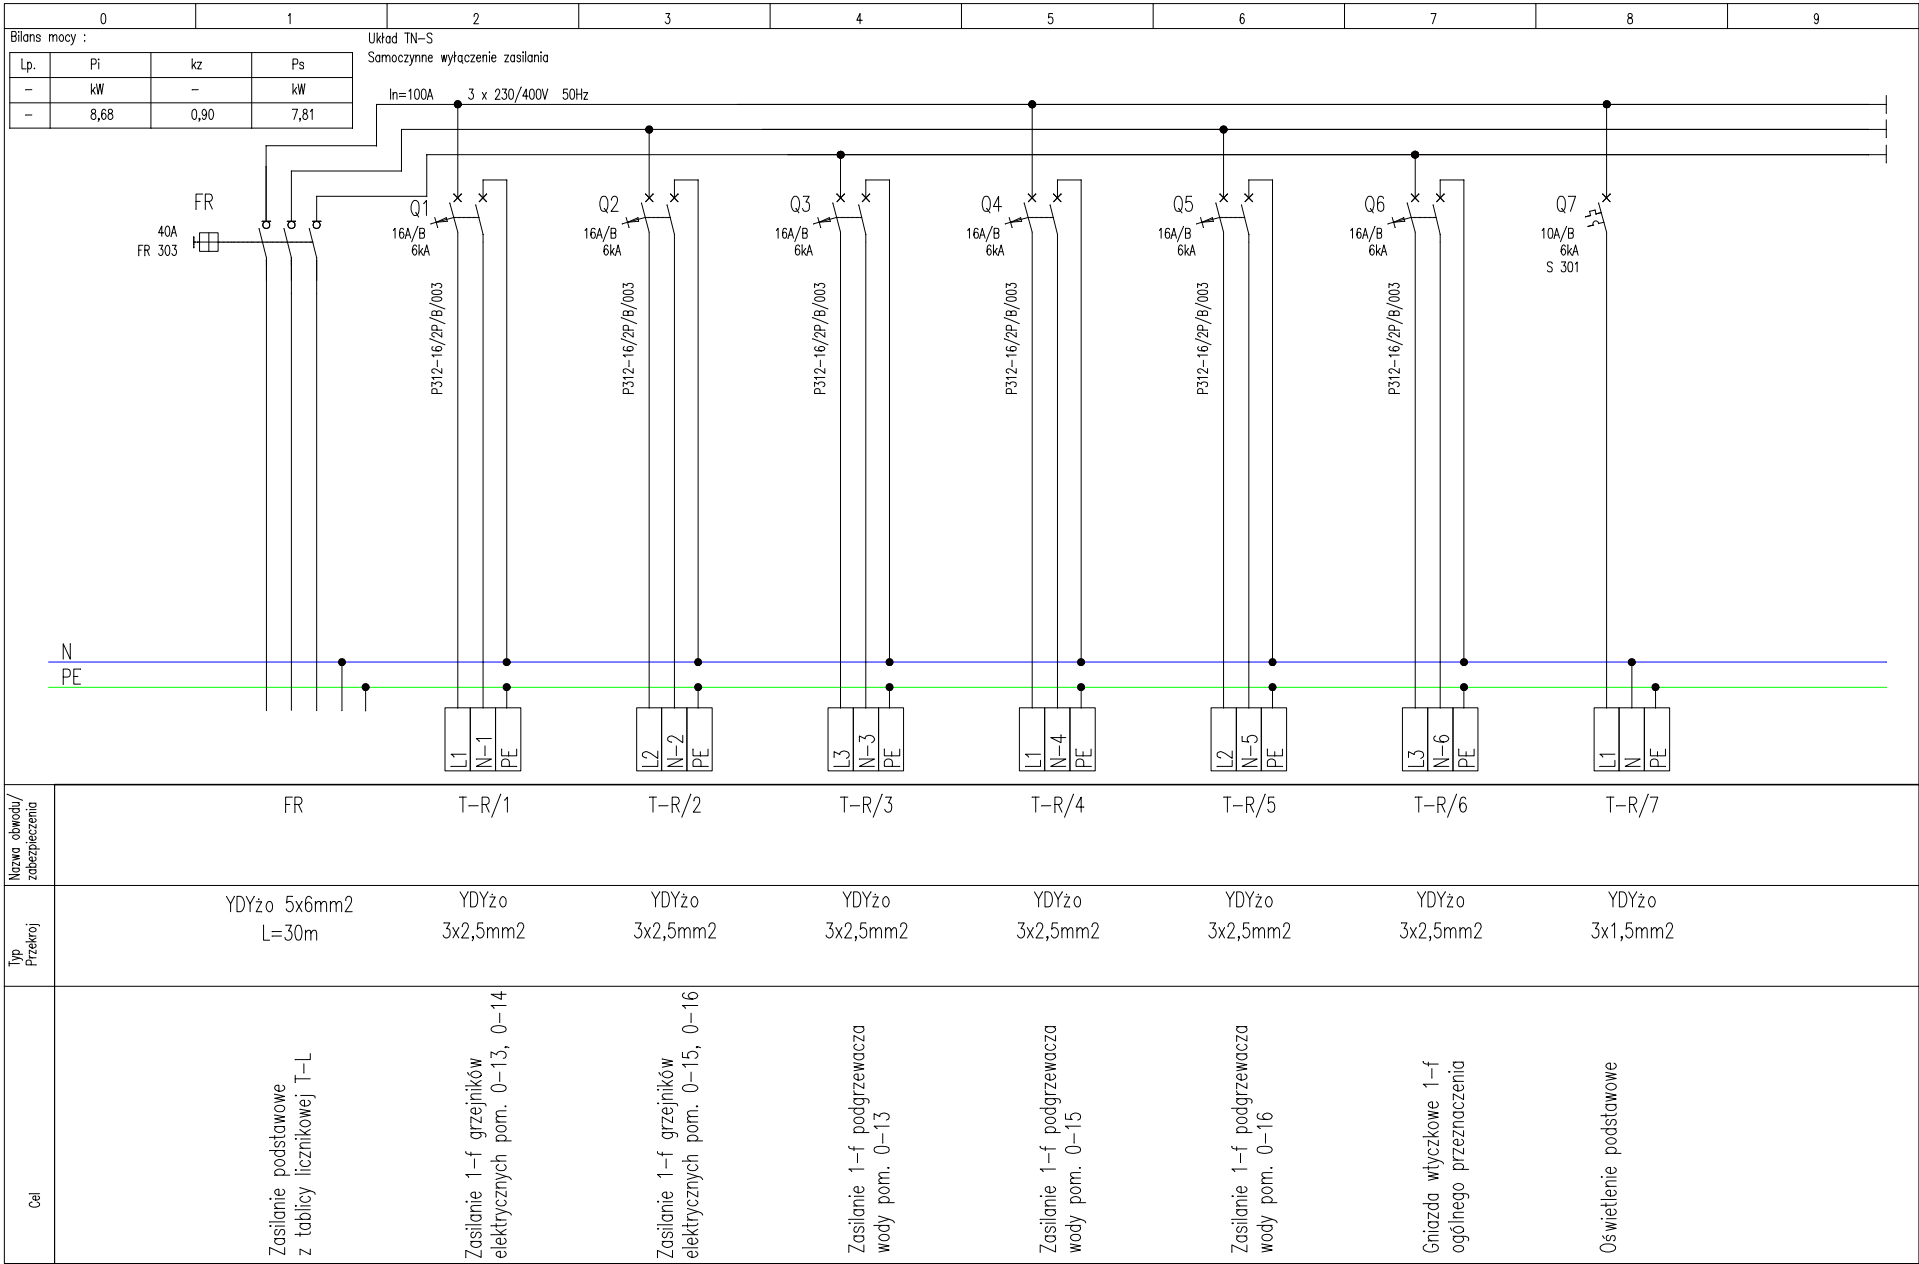 0 1 2 3 4 5 6 7 8 9
Bilans mocy :
Lp. Pi kz Ps
– kW – kW
– 8,68 0,90 7,81
Układ TN–S
Samoczynne wyłączenie zasilania
In=100A 3 x 230/400V 50Hz
FR
40A
FR 303
Q1
16A/B
6kA
P312–16/2P/B/003
Q2
16A/B
6kA
P312–16/2P/B/003
Q3
16A/B
6kA
P312–16/2P/B/003
Q4
16A/B
6kA
P312–16/2P/B/003
Q5
16A/B
6kA
P312–16/2P/B/003
Q6
16A/B
6kA
P312–16/2P/B/003
Q7
10A/B
6kA
S 301
N
PE
L1 N–1 PE
L2 N–2 PE
L3 N–3 PE
L1 N–4 PE
L2 N–5 PE
L3 N–6 PE
L1 N PE
Nazwa obwodu/
zabezpieczenia
FR T–R/1 T–R/2 T–R/3 T–R/4 T–R/5 T–R/6 T–R/7
Typ
Przekroj
YDYżo 5x6mm2
L=30m
YDYżo
3x2,5mm2
YDYżo
3x2,5mm2
YDYżo
3x2,5mm2
YDYżo
3x2,5mm2
YDYżo
3x2,5mm2
YDYżo
3x2,5mm2
YDYżo
3x1,5mm2
Cel
Zasilanie podstawowe
z tablicy licznikowej T–L
Zasilanie 1–f grzejników
elektrycznych pom. 0–13, 0–14
Zasilanie 1–f grzejników
elektrycznych pom. 0–15, 0–16
Zasilanie 1–f podgrzewacza
wody pom. 0–13
Zasilanie 1–f podgrzewacza
wody pom. 0–15
Zasilanie 1–f podgrzewacza
wody pom. 0–16
Gniazda wtyczkowe 1–f
ogólnego przeznaczenia
Oświetlenie podstawowe